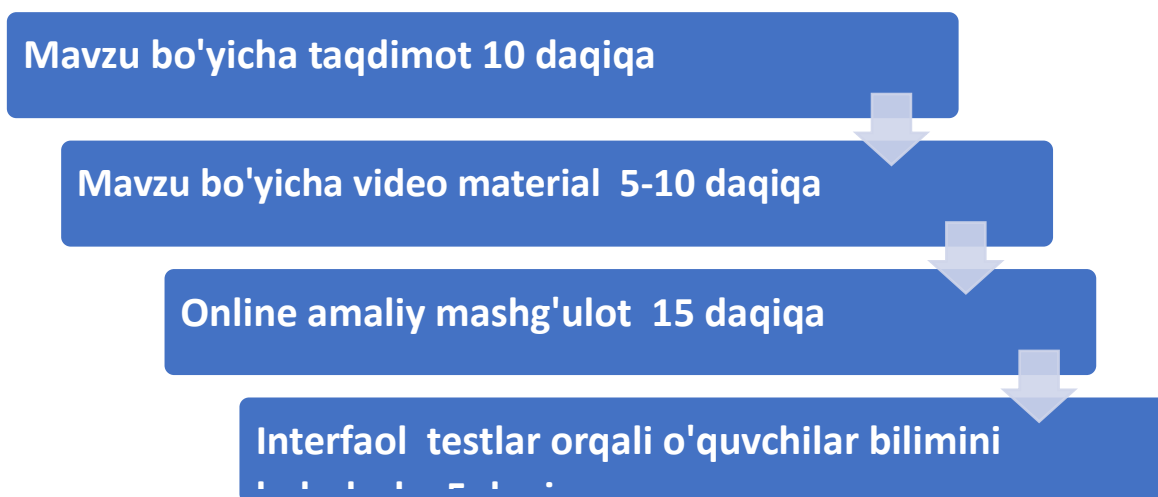 Mavzu bo'yicha taqdimot 10 daqiqa
Mavzu bo'yicha video material  5-10 daqiqa
Online amaliy mashg'ulot  15 daqiqa
Interfaol  testlar orqali o'quvchilar bilimini